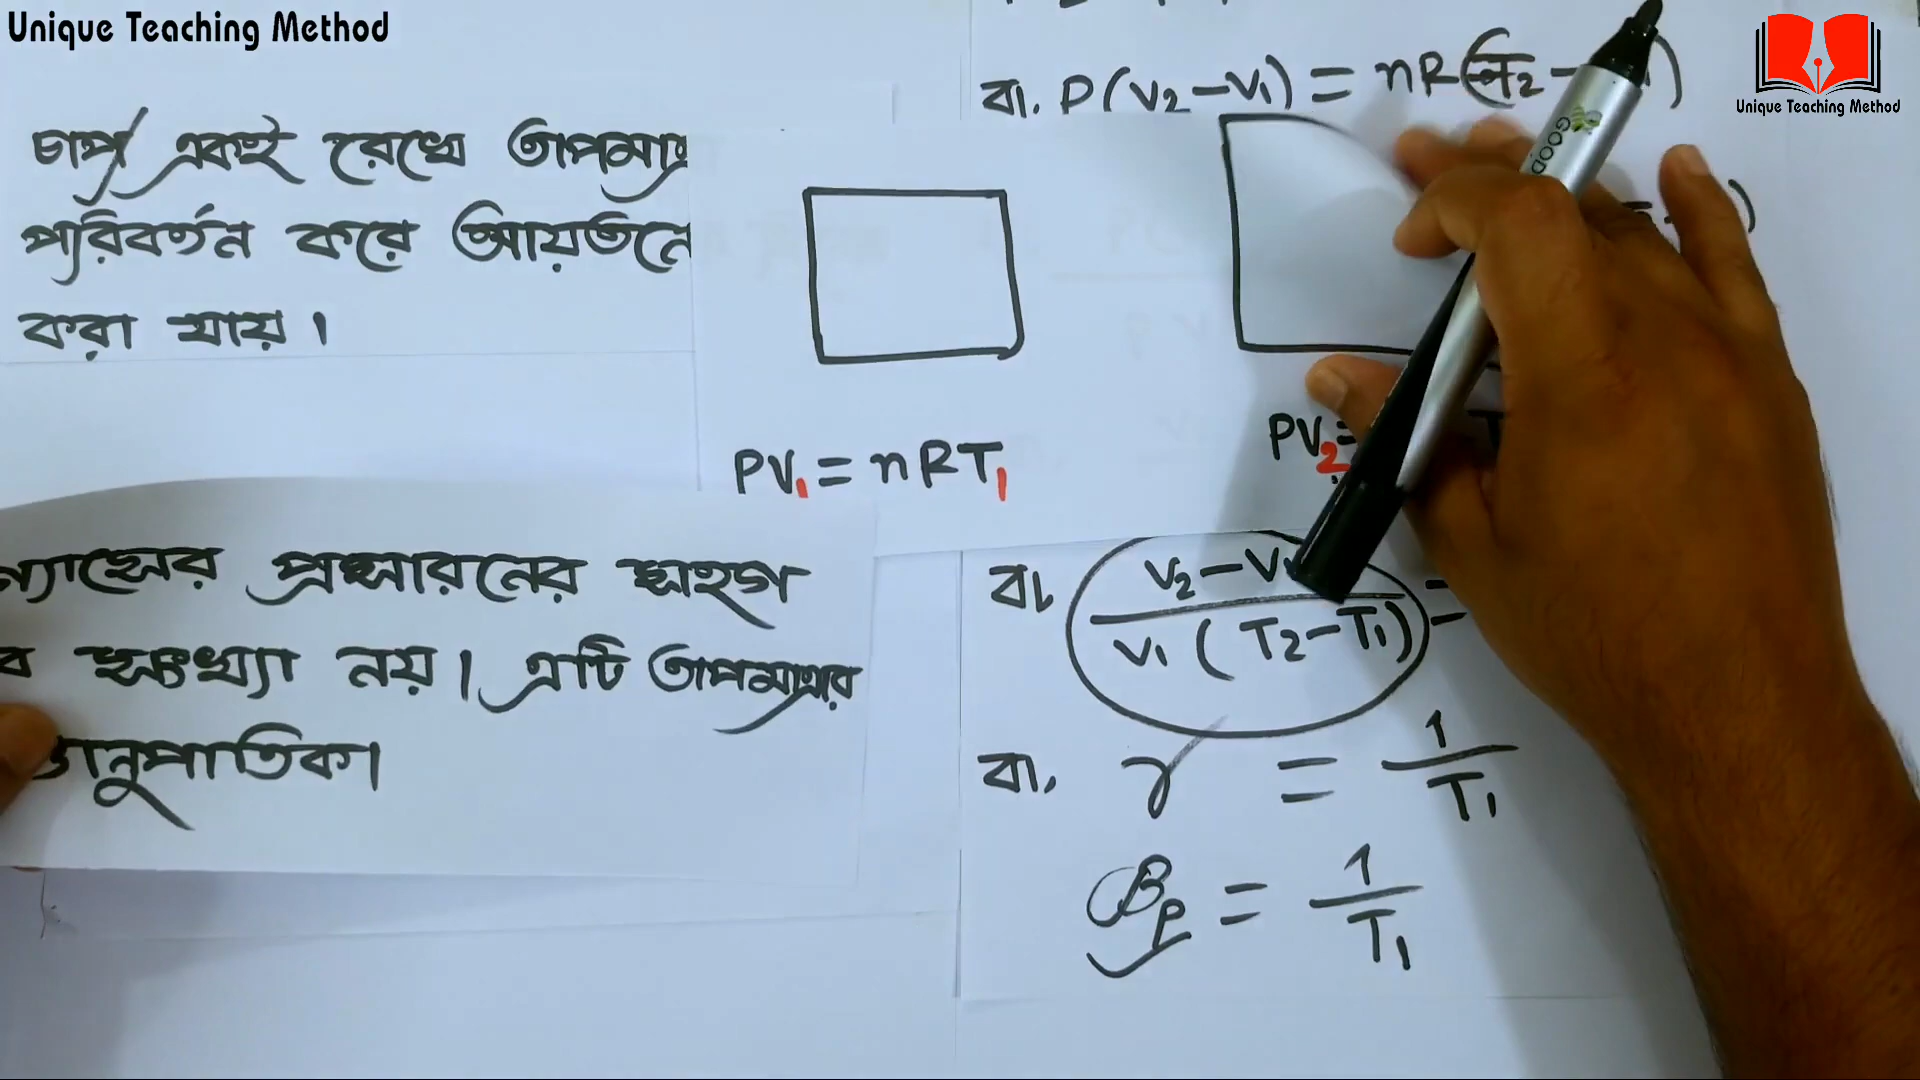 Unique Teaching Method
চাপ একই রেখে তাপমাত্র
পরিবর্তন করে আয়তনে
করা যায়।
বা. P(V₂-V₁) = nR(T₂-
PV₁ = nRT₁
PV₂=
প্রসারনের সহগ
সংখ্যা নয়। এটি তাপমাত্রার
নুপাতিক।
বা, V₂-V₁ / V₁(T₂-T₁) =
বা, γ = 1/T₁
βₚ = 1/T₁
Unique Teaching Method